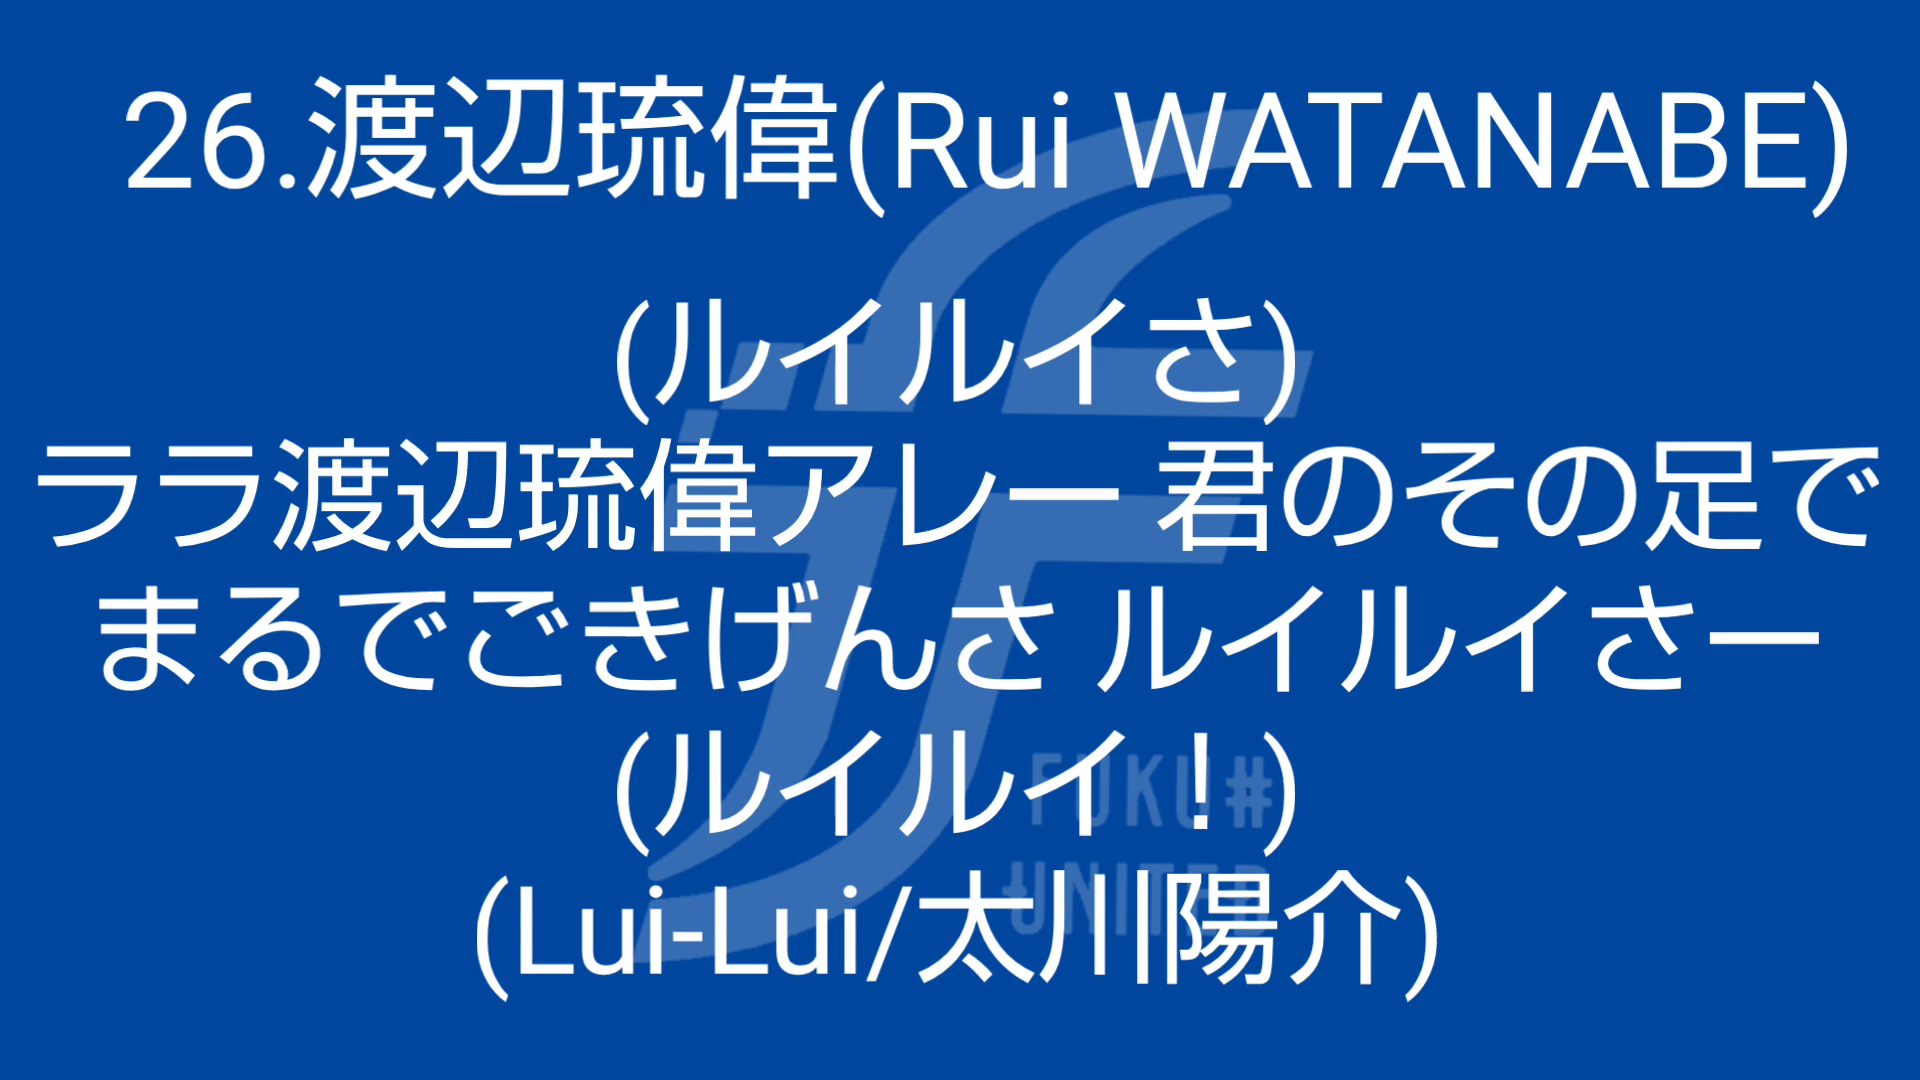 26.渡辺琉偉(Rui WATANABE)
(ルイルイさ)
ララ渡辺琉偉アレー 君のその足で
まるでごきげんさ ルイルイさー
(ルイルイ！)
FUKU#
UNITED
(Lui-Lui/太川陽介)